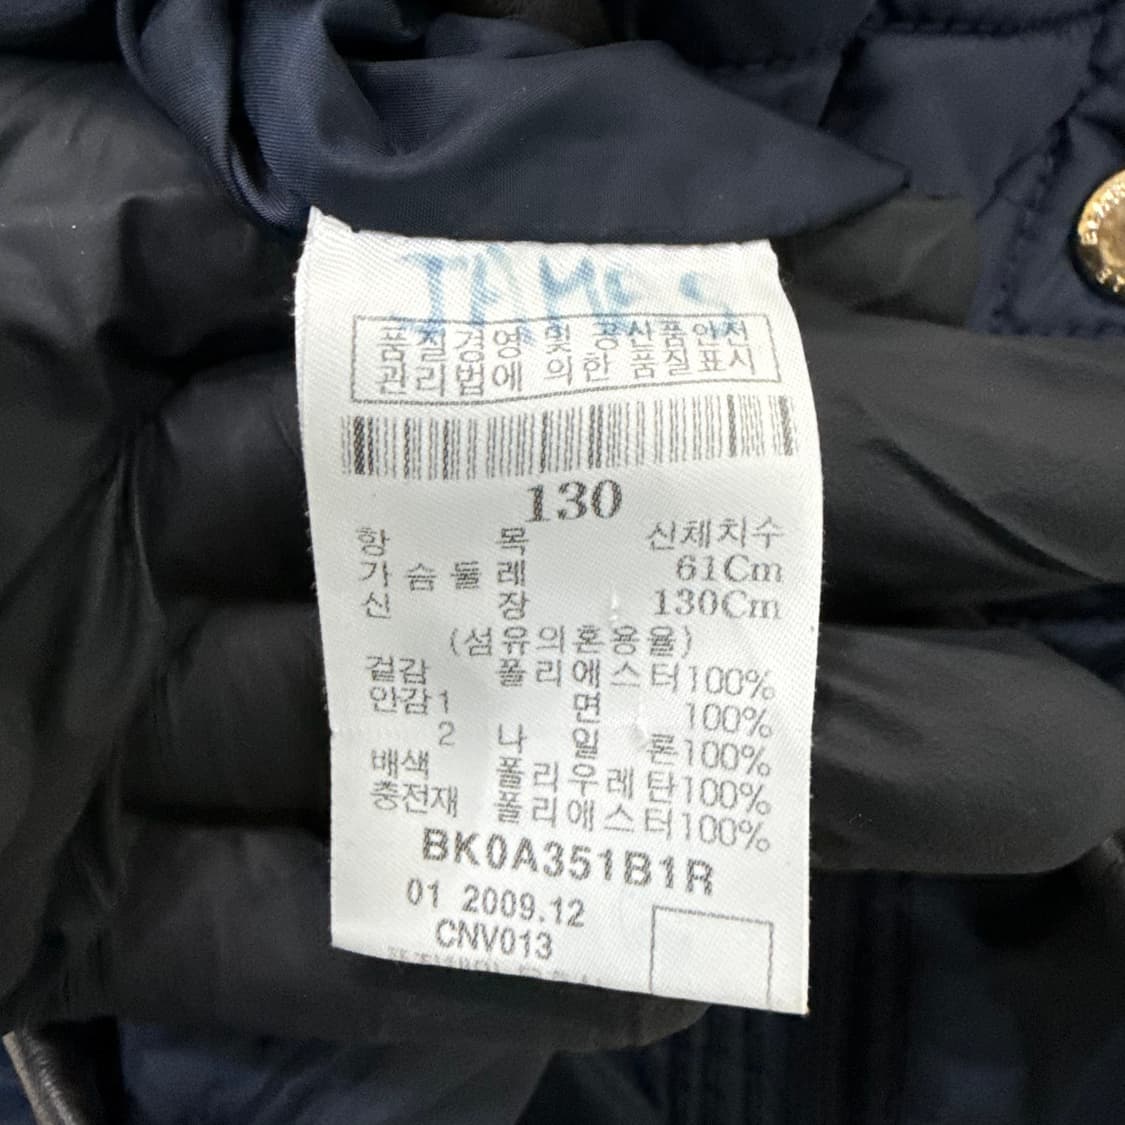 JAMES
품질경영 및 공산품안전
관리법에 의한 품질표시
130
항 목 신체치수
가 슴 둘 레 61Cm
신 장 130Cm
(섬유의혼용율)
겉감 폴리에스터100%
안감1 면 100%
2 나 일 론100%
배색 폴리우레탄100%
충전재 폴리에스터100%
BK0A351B1R
01 2009.12
CNV013